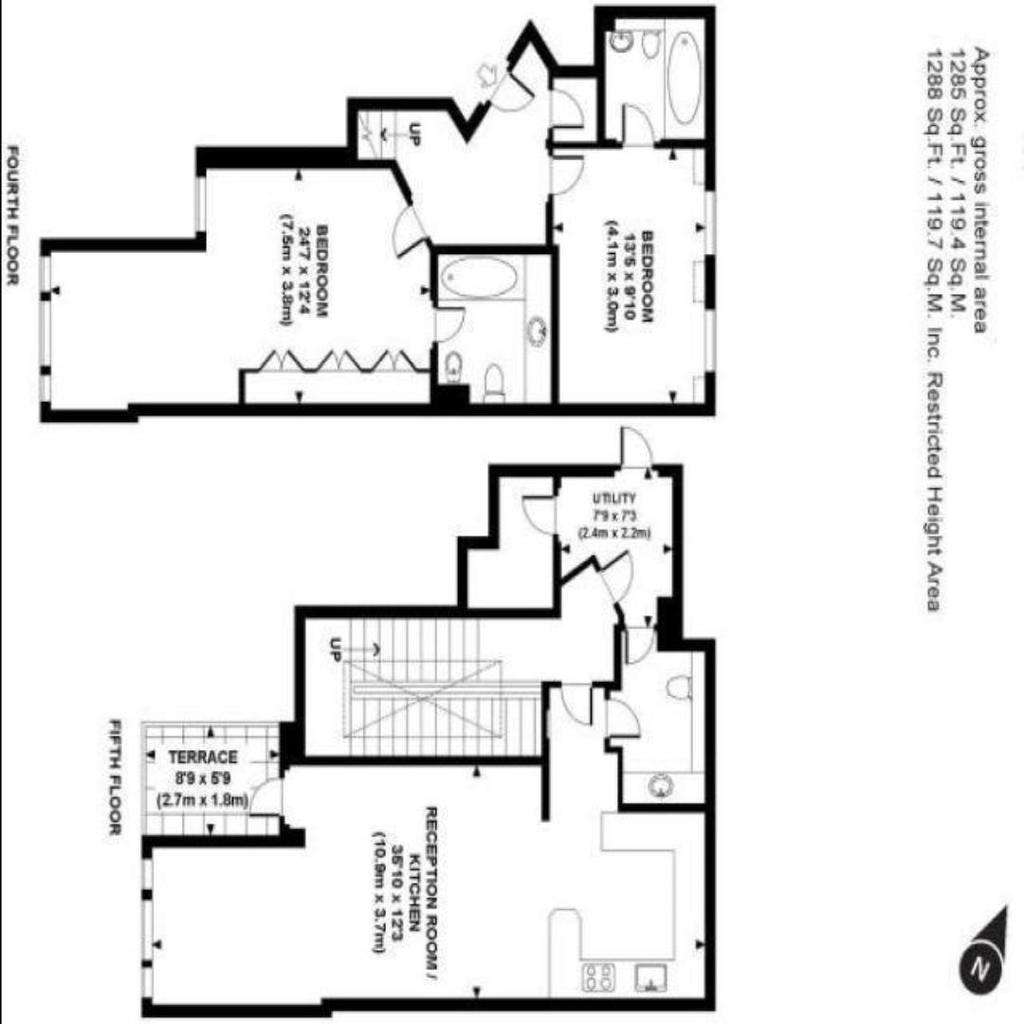 Approx. gross internal area
1285 Sq.Ft. / 119.4 Sq.M.
1288 Sq.Ft. / 119.7 Sq.M. Inc. Restricted Height Area
UP
BEDROOM
13'5 x 9'10
(4.1m x 3.0m)
BEDROOM
24'7 x 12'4
(7.5m x 3.8m)
FOURTH FLOOR
UTILITY
7'9 x 7'3
(2.4m x 2.2m)
UP
TERRACE
8'9 x 5'9
(2.7m x 1.8m)
RECEPTION ROOM /
KITCHEN
35'10 x 12'3
(10.9m x 3.7m)
FIFTH FLOOR
N